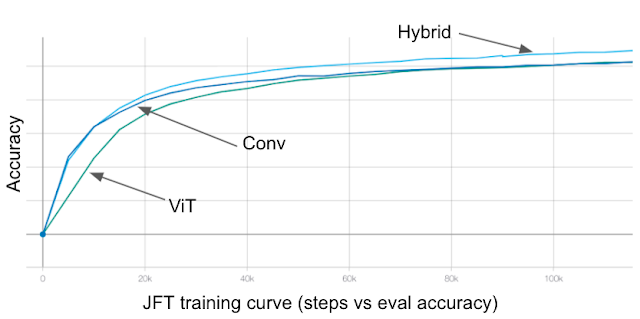 Hybrid
Accuracy
Conv
ViT
0 20k 40k 60k 80k 100k
JFT training curve (steps vs eval accuracy)